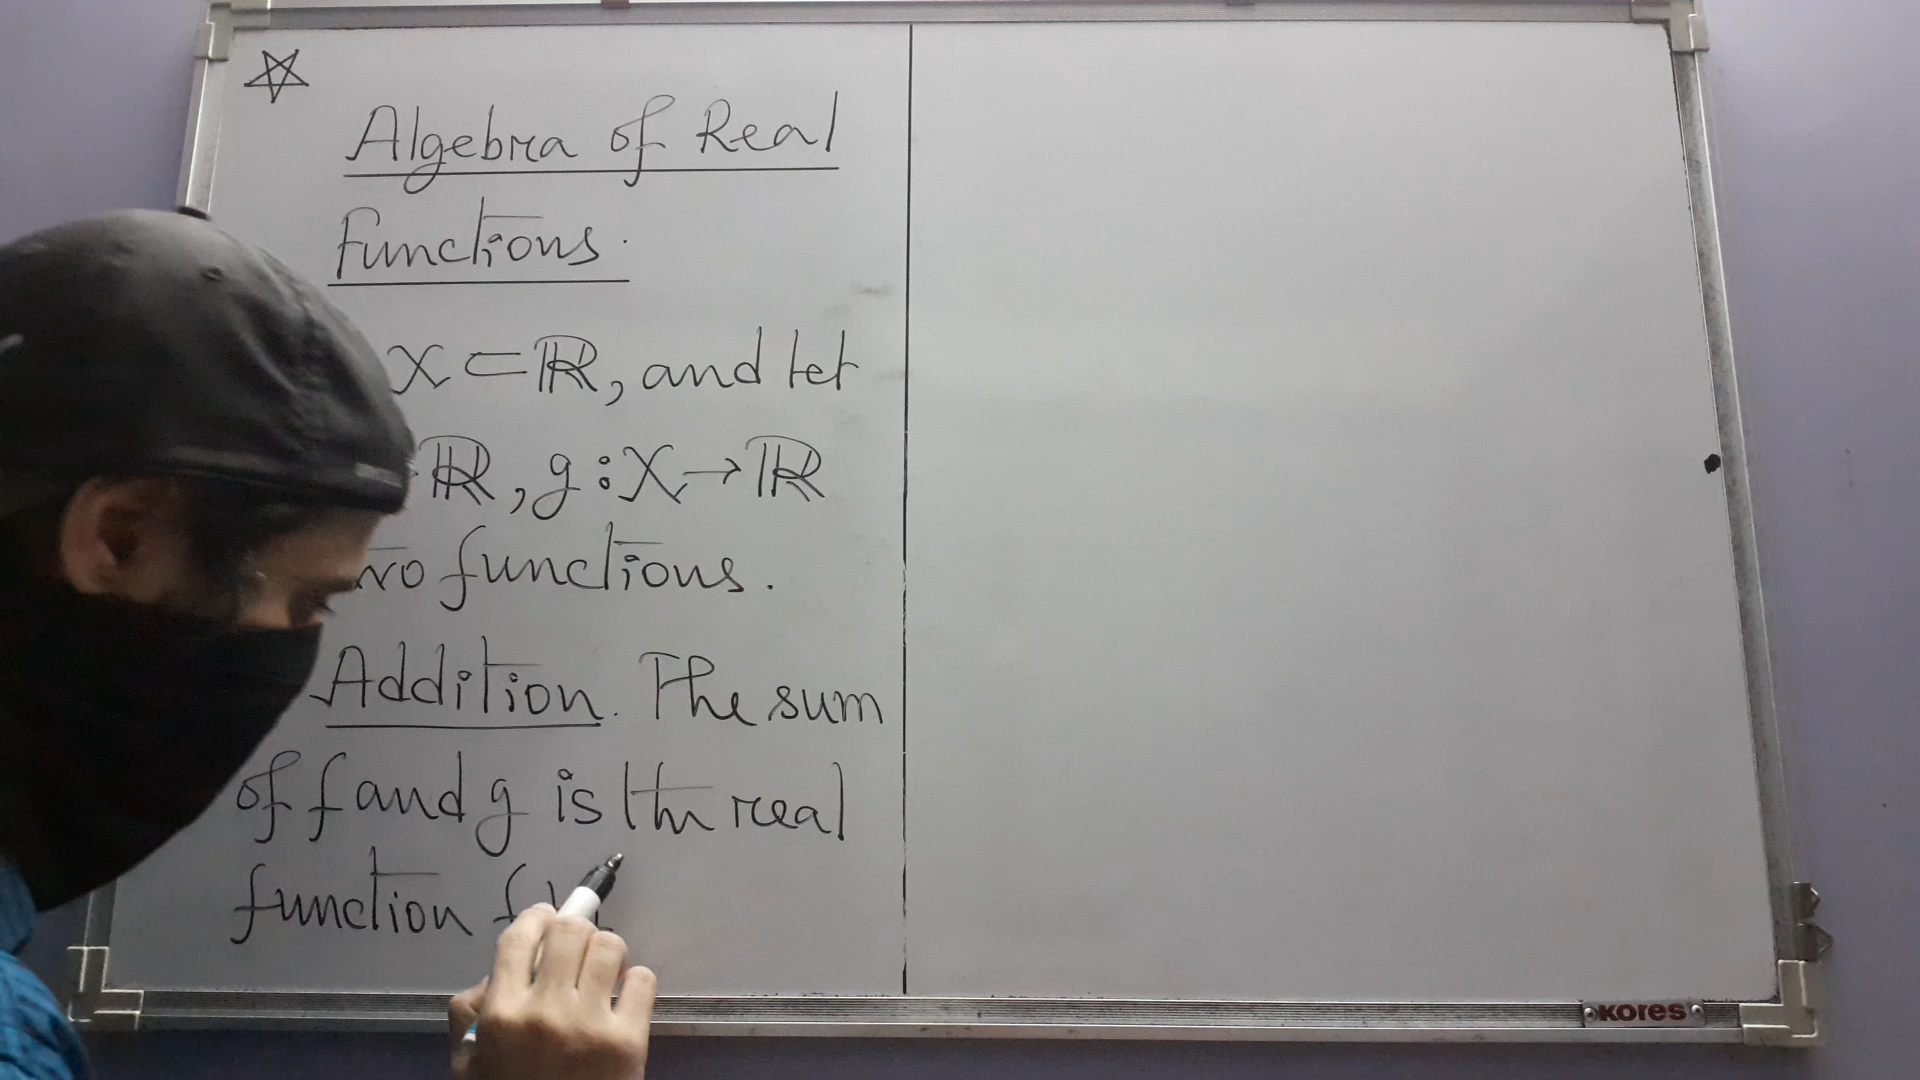 Algebra of Real
Functions.
X ⊂ ℝ, and let
ℝ, g : X → ℝ
functions.
Addition. The sum
of f and g is the real
function
KORES